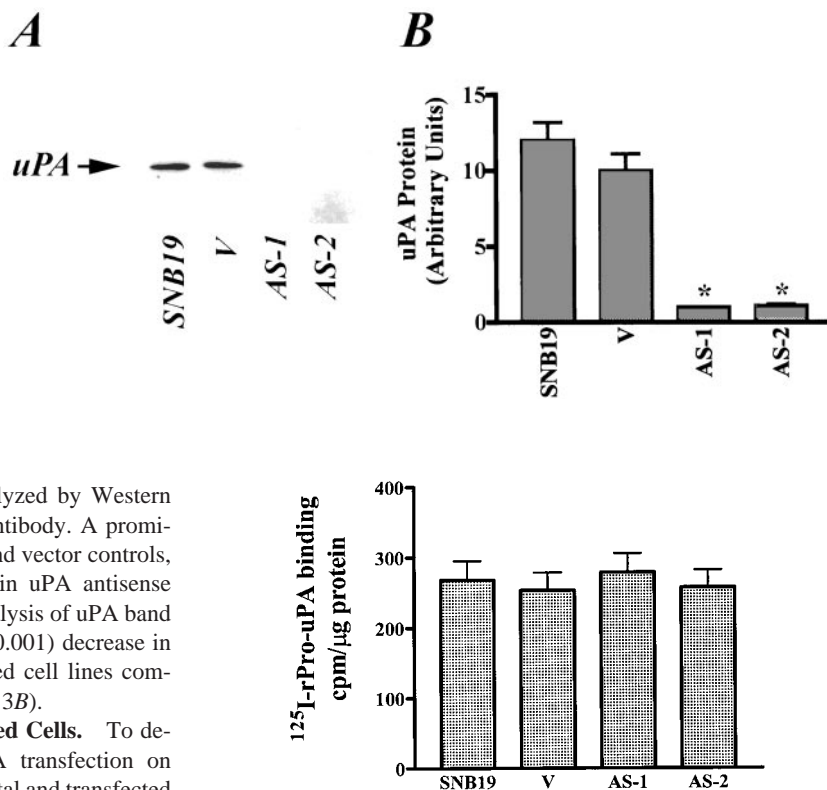 A
uPA
SNB19
V
AS-1
AS-2
B
uPA Protein
(Arbitrary Units)
15
10
5
0
*
*
SNB19
V
AS-1
AS-2
lyzed by Western
ntibody. A promi-
nd vector controls,
in uPA antisense
alysis of uPA band
0.001) decrease in
ed cell lines com-
3B).
ed Cells. To de-
A transfection on
tal and transfected
125I-rPro-uPA binding
cpm/μg protein
400
300
200
100
0
SNB19
V
AS-1
AS-2